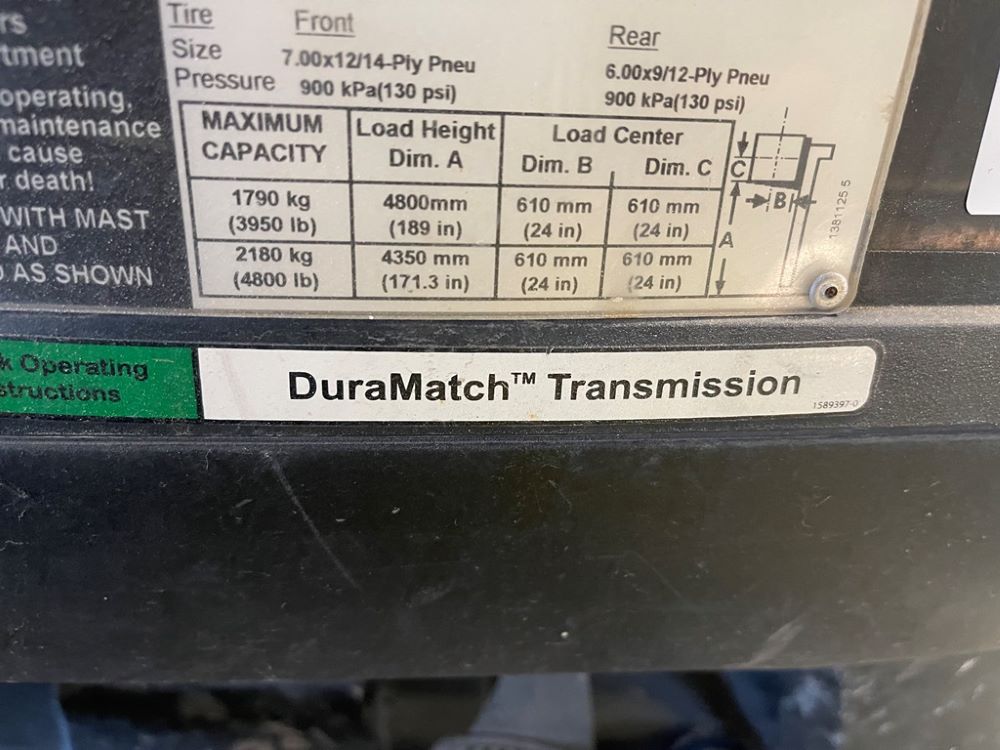 Tire Front Rear
Size 7.00x12/14-Ply Pneu 6.00x9/12-Ply Pneu
Pressure 900 kPa(130 psi) 900 kPa(130 psi)
tment
operating,
maintenance
cause
r death!
WITH MAST
AND
AS SHOWN
MAXIMUM CAPACITY Load Height Dim. A Load Center Dim. B Dim. C
1790 kg 4800mm 610 mm 610 mm
(3950 lb) (189 in) (24 in) (24 in)
2180 kg 4350 mm 610 mm 610 mm
(4800 lb) (171.3 in) (24 in) (24 in)
C
B
A
1381125 5
k Operating
structions
DuraMatch™ Transmission
1589397-0